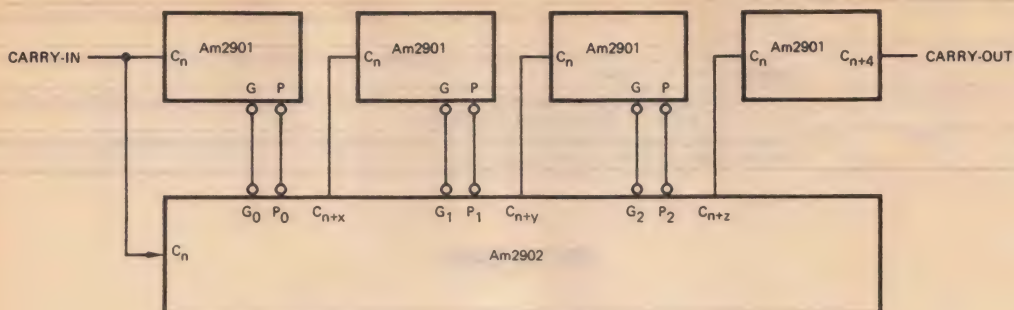 Am2901 Am2901 Am2901 Am2901
CARRY-IN Cn Cn Cn Cn Cn+4 CARRY-OUT
G P G P G P
G0 P0 Cn+x G1 P1 Cn+y G2 P2 Cn+z
Cn Am2902